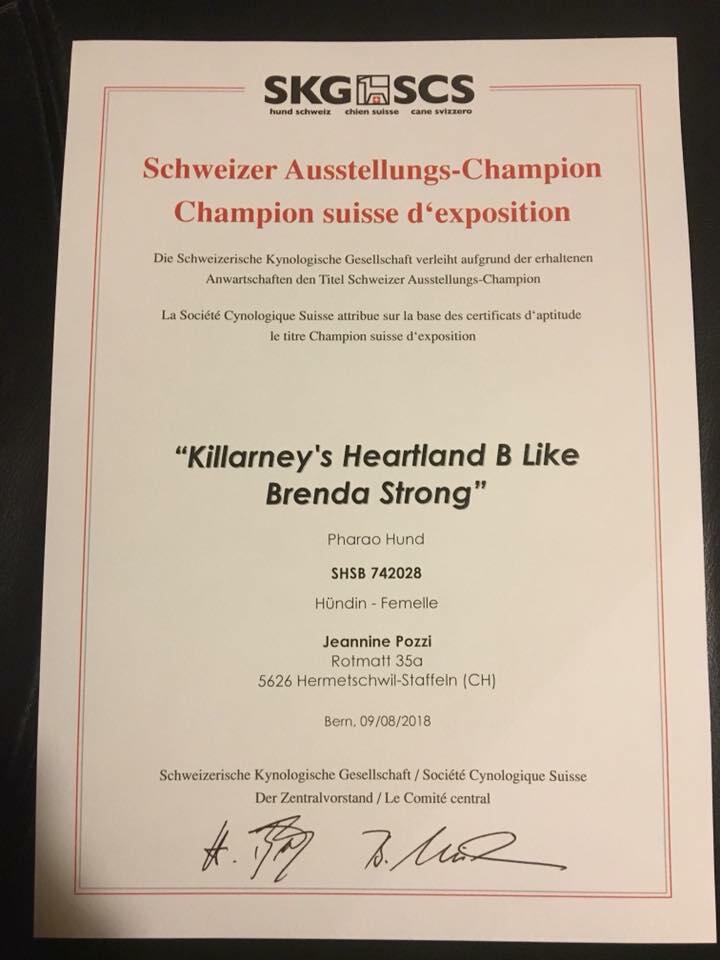 SKG SCS
hund schweiz chien suisse cane svizzero
Schweizer Ausstellungs-Champion
Champion suisse d‘exposition
Die Schweizerische Kynologische Gesellschaft verleiht aufgrund der erhaltenen
Anwartschaften den Titel Schweizer Ausstellungs-Champion
La Société Cynologique Suisse attribue sur la base des certificats d‘aptitude
le titre Champion suisse d‘exposition
“Killarney's Heartland B Like
Brenda Strong”
Pharao Hund
SHSB 742028
Hündin - Femelle
Jeannine Pozzi
Rotmatt 35a
5626 Hermetschwil-Staffeln (CH)
Bern, 09/08/2018
Schweizerische Kynologische Gesellschaft / Société Cynologique Suisse
Der Zentralvorstand / Le Comité central